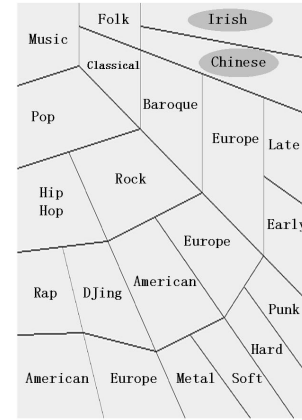 Folk
Irish
Music
Classical
Chinese
Baroque
Pop
Europe
Late
Rock
Hip
Hop
Early
Europe
American
Rap
DJing
Punk
Hard
American
Europe
Metal
Soft